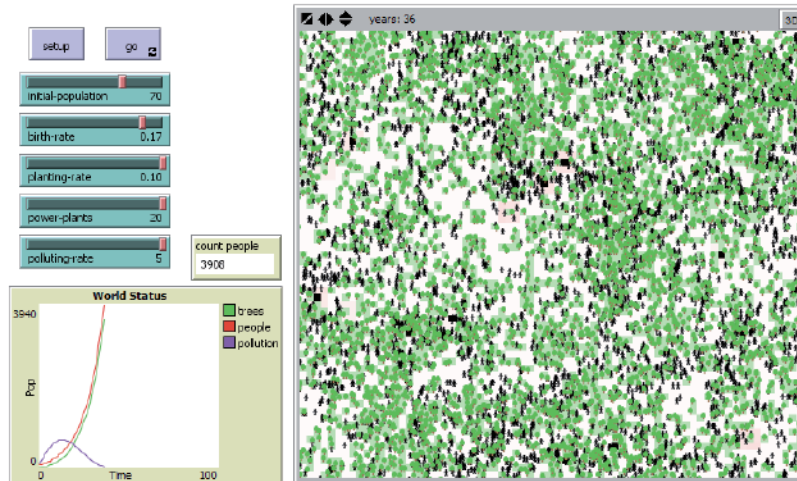 setup
go
initial-population 70
birth-rate 0.17
planting-rate 0.10
power-plants 20
polluting-rate 5
count people
3908
World Status
3940
Pop
0
0
Time
100
trees
people
pollution
years: 36
3D